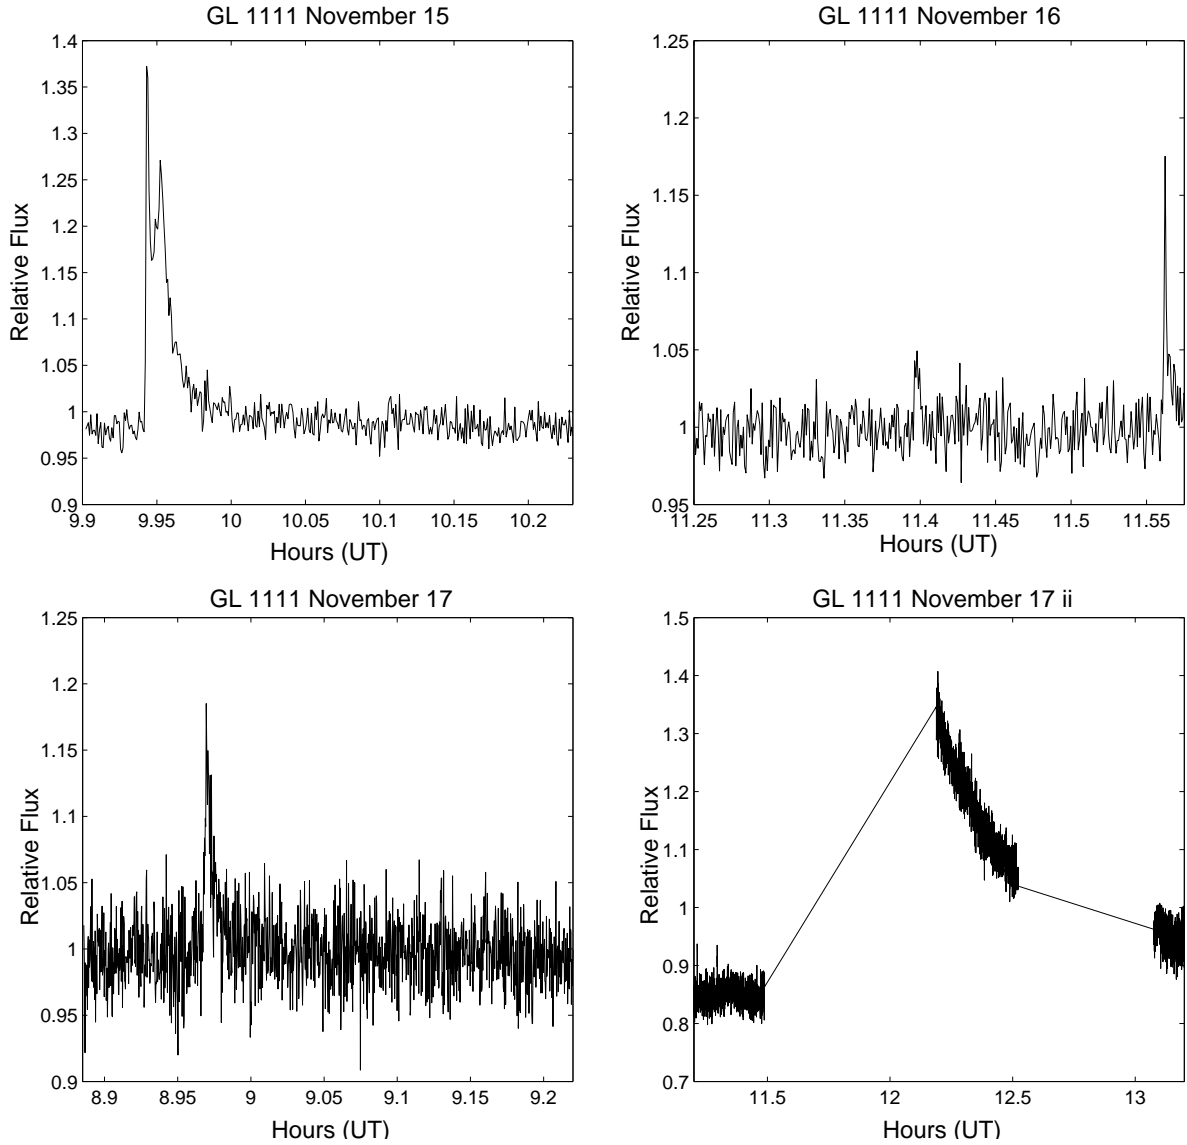 GL 1111 November 15
1.4
1.35
1.3
1.25
1.2
1.15
1.1
1.05
1
0.95
0.9
Relative Flux
9.9 9.95 10 10.05 10.1 10.15 10.2
Hours (UT)
GL 1111 November 16
1.25
1.2
1.15
1.1
1.05
1
0.95
Relative Flux
11.25 11.3 11.35 11.4 11.45 11.5 11.55
Hours (UT)
GL 1111 November 17
1.25
1.2
1.15
1.1
1.05
1
0.95
0.9
Relative Flux
8.9 8.95 9 9.05 9.1 9.15 9.2
Hours (UT)
GL 1111 November 17 ii
1.5
1.4
1.3
1.2
1.1
1
0.9
0.8
0.7
Relative Flux
11.5 12 12.5 13
Hours (UT)